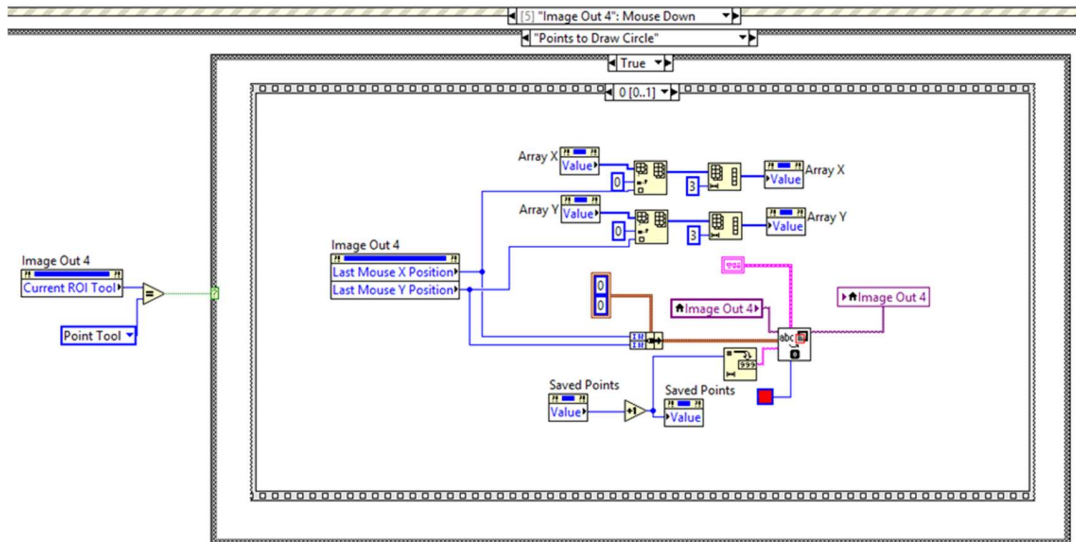 [5] "Image Out 4": Mouse Down
"Points to Draw Circle"
True
0 [0..1]
Array X
Value
0
3
Value
Array X
Array Y
Value
0
3
Value
Array Y
Image Out 4
Last Mouse X Position
Last Mouse Y Position
Image Out 4
Current ROI Tool
=
?
Point Tool
0
0
Image Out 4
Image Out 4
abc
Saved Points
Value
+1
Saved Points
Value